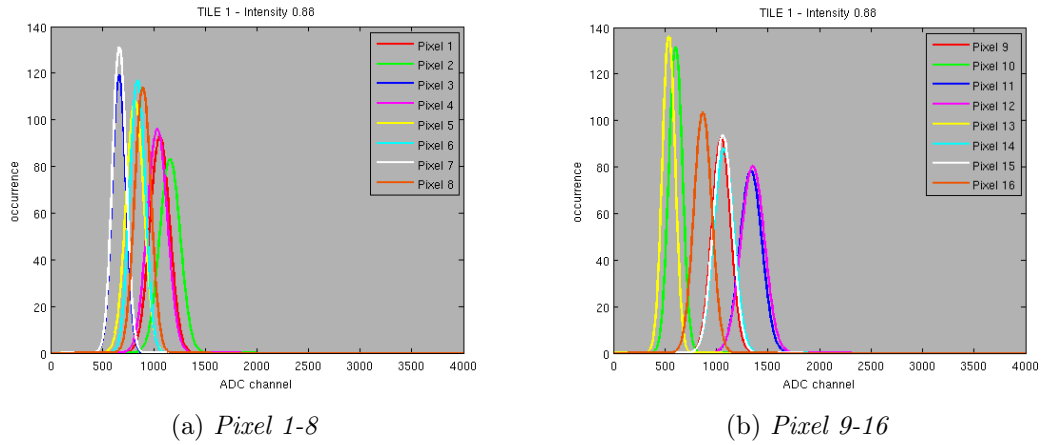 TILE 1 - Intensity 0.88
140
120
100
80
60
40
20
0
occurrence
0 500 1000 1500 2000 2500 3000 3500 4000
ADC channel
Pixel 1
Pixel 2
Pixel 3
Pixel 4
Pixel 5
Pixel 6
Pixel 7
Pixel 8
(a) Pixel 1-8
TILE 1 - Intensity 0.88
140
120
100
80
60
40
20
0
occurrence
0 500 1000 1500 2000 2500 3000 3500 4000
ADC channel
Pixel 9
Pixel 10
Pixel 11
Pixel 12
Pixel 13
Pixel 14
Pixel 15
Pixel 16
(b) Pixel 9-16